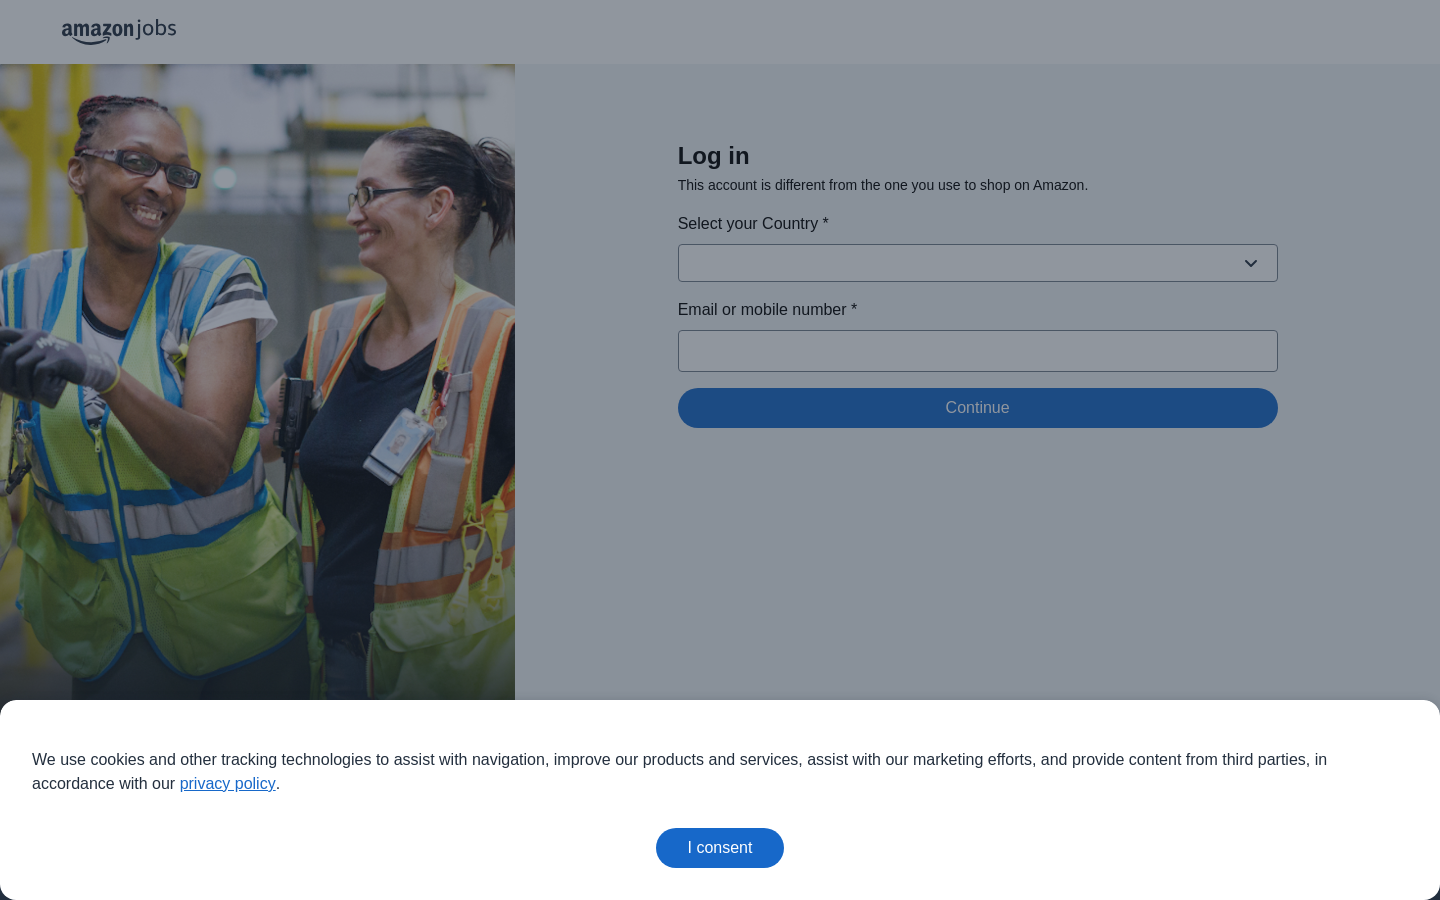 amazon jobs
Log in
This account is different from the one you use to shop on Amazon.
Select your Country *
Email or mobile number *
Continue
We use cookies and other tracking technologies to assist with navigation, improve our products and services, assist with our marketing efforts, and provide content from third parties, in
accordance with our privacy policy.
I consent